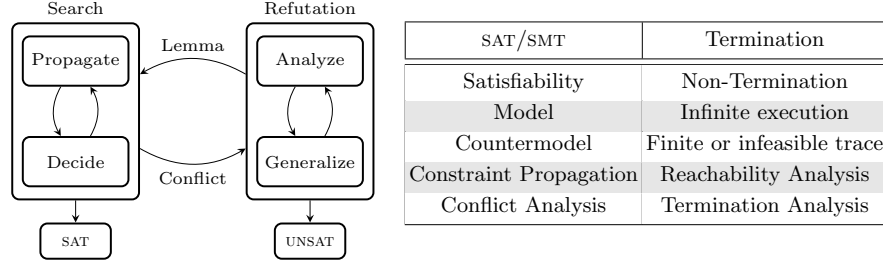 Search
Refutation
Propagate
Decide
Lemma
Conflict
Analyze
Generalize
SAT
UNSAT
SAT/SMT Termination
Satisfiability Non-Termination
Model Infinite execution
Countermodel Finite or infeasible trace
Constraint Propagation Reachability Analysis
Conflict Analysis Termination Analysis